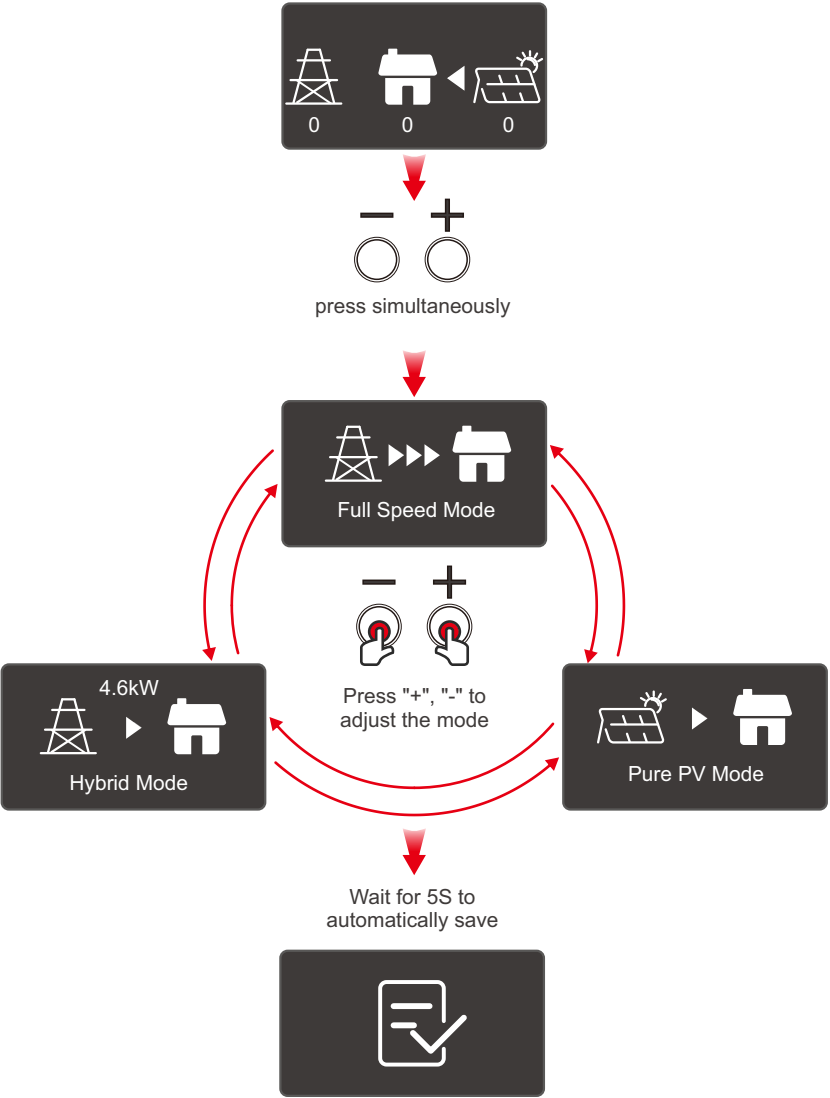 0 0 0
press simultaneously
Full Speed Mode
Press "+", "-" to
adjust the mode
4.6kW
Hybrid Mode
Pure PV Mode
Wait for 5S to
automatically save